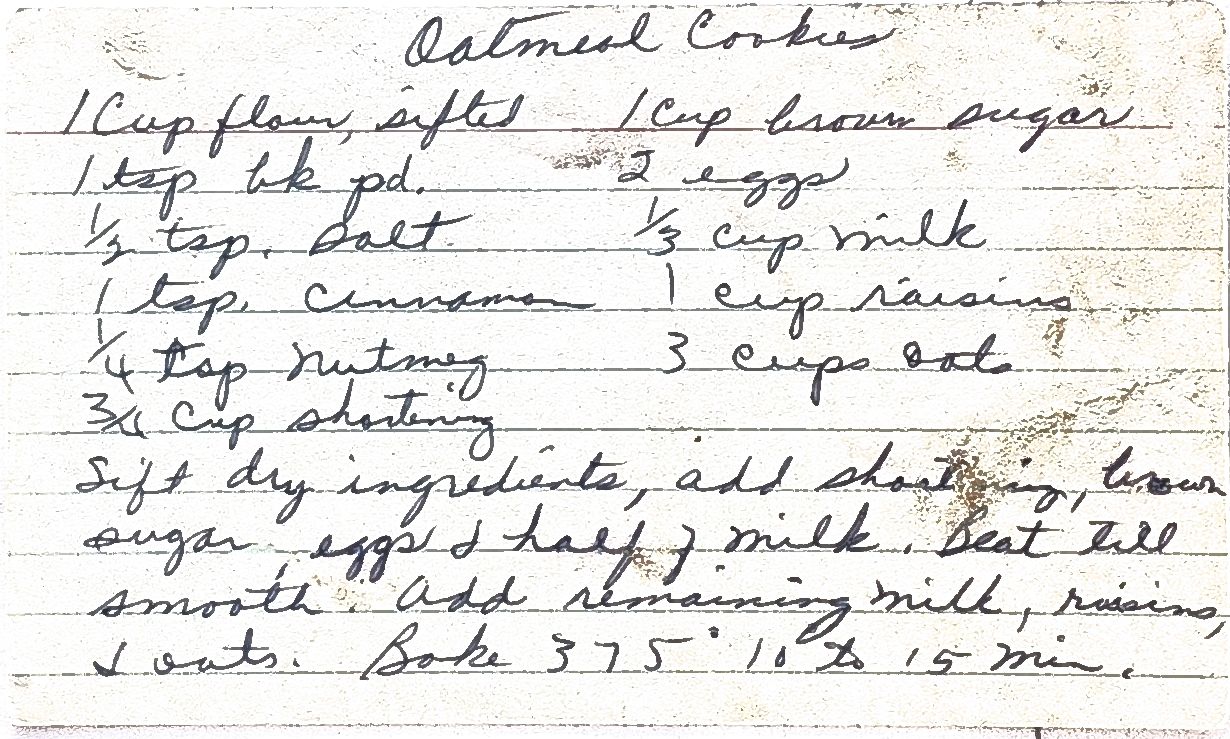 Oatmeal Cookies
1 Cup flour, sifted 1 cup brown sugar
1 tsp bk pd. 2 eggs
1/2 tsp. Salt 1/3 cup milk
1 tsp. Cinnamon 1 cup raisins
1/4 tsp Nutmeg 3 cups oats
3/4 Cup shortening
Sift dry ingredients, add shortening, brown
sugar, eggs & half of milk. Beat till
smooth. Add remaining milk, raisins,
& oats. Bake 375° 10 to 15 min.